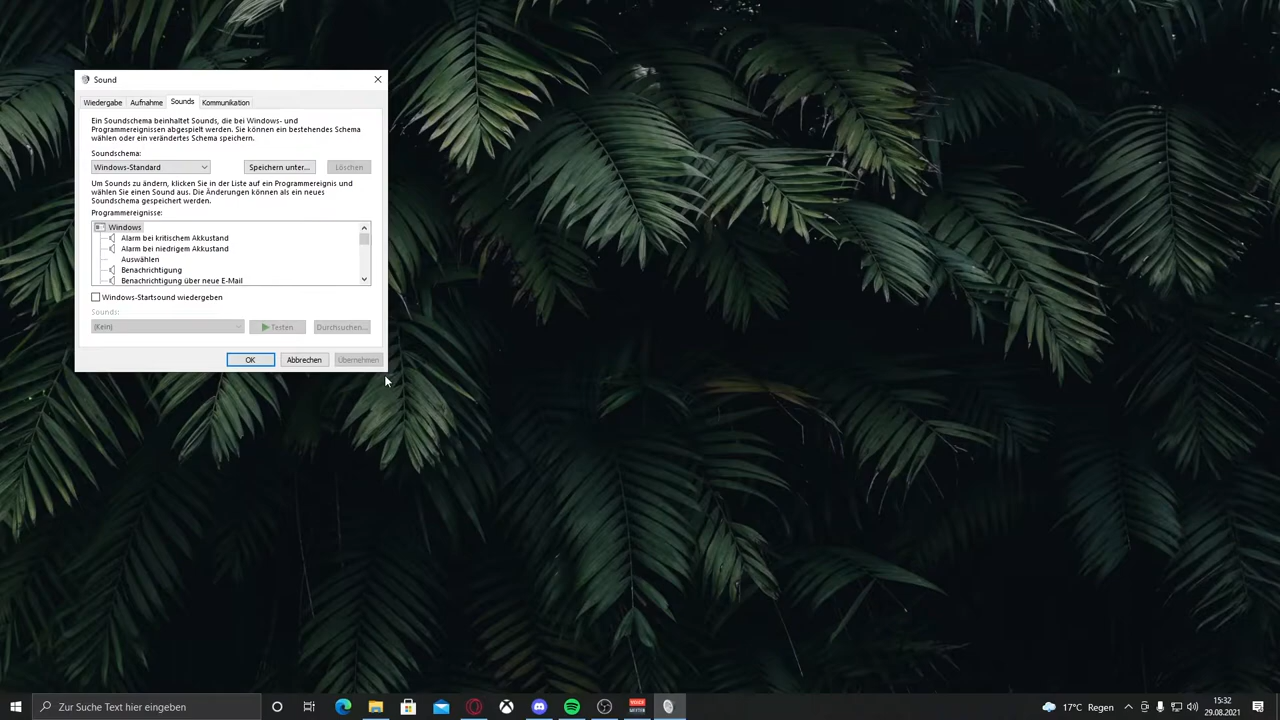 Sound
Wiedergabe Aufnahme Sounds Kommunikation
Ein Soundschema beinhaltet Sounds, die bei Windows- und
Programmereignissen abgespielt werden. Sie können ein bestehendes Schema
wählen oder ein verändertes Schema speichern.
Soundschema:
Windows-Standard Speichern unter... Löschen
Um Sounds zu ändern, klicken Sie in der Liste auf ein Programmereignis und
wählen Sie einen Sound aus. Die Änderungen können als ein neues
Soundschema gespeichert werden.
Programmereignisse:
Windows
Alarm bei kritischem Akkustand
Alarm bei niedrigem Akkustand
Auswählen
Benachrichtigung
Benachrichtigung über neue E-Mail
Windows-Startsound wiedergeben
Sounds:
(Kein) Testen Durchsuchen...
OK Abbrechen Übernehmen
Zur Suche Text hier eingeben
17°C Regen
15:32
29.08.2021